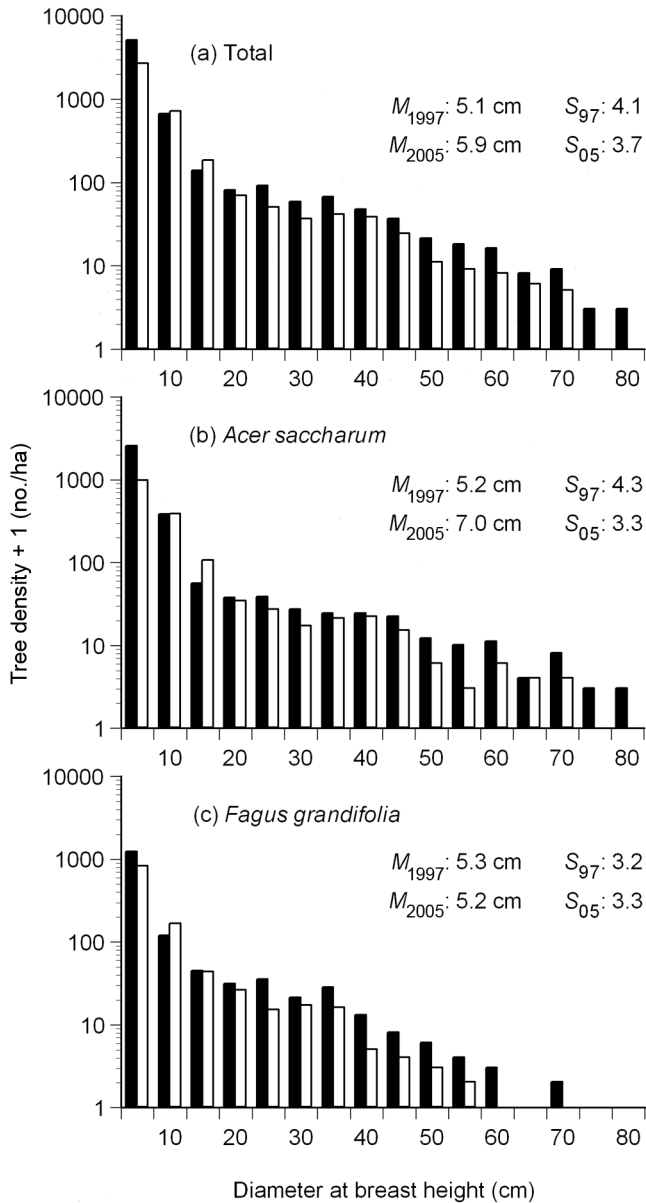 10000
(a) Total
1000
M1997: 5.1 cm S97: 4.1
M2005: 5.9 cm S05: 3.7
100
10
1
10 20 30 40 50 60 70 80
10000
(b) Acer saccharum
1000
M1997: 5.2 cm S97: 4.3
M2005: 7.0 cm S05: 3.3
100
10
1
10 20 30 40 50 60 70 80
Tree density + 1 (no./ha)
10000
(c) Fagus grandifolia
1000
M1997: 5.3 cm S97: 3.2
M2005: 5.2 cm S05: 3.3
100
10
1
10 20 30 40 50 60 70 80
Diameter at breast height (cm)